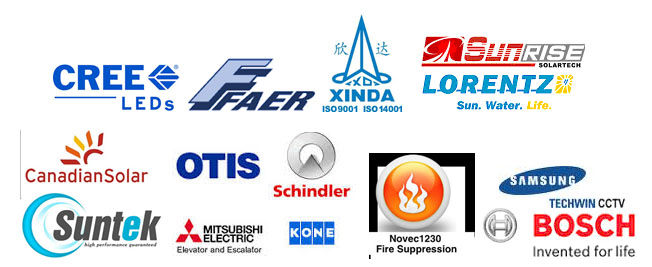 CREE
LEDs
FAER
欣 达
XD
XINDA
ISO9001 ISO14001
SUNRISE
SOLARTECH
LORENTZ
Sun. Water. Life.
CanadianSolar
OTIS
Schindler
SAMSUNG
TECHWIN CCTV
Suntek
high performance guaranteed
MITSUBISHI
ELECTRIC
Elevator and Escalator
KONE
Novec1230
Fire Suppression
BOSCH
Invented for life